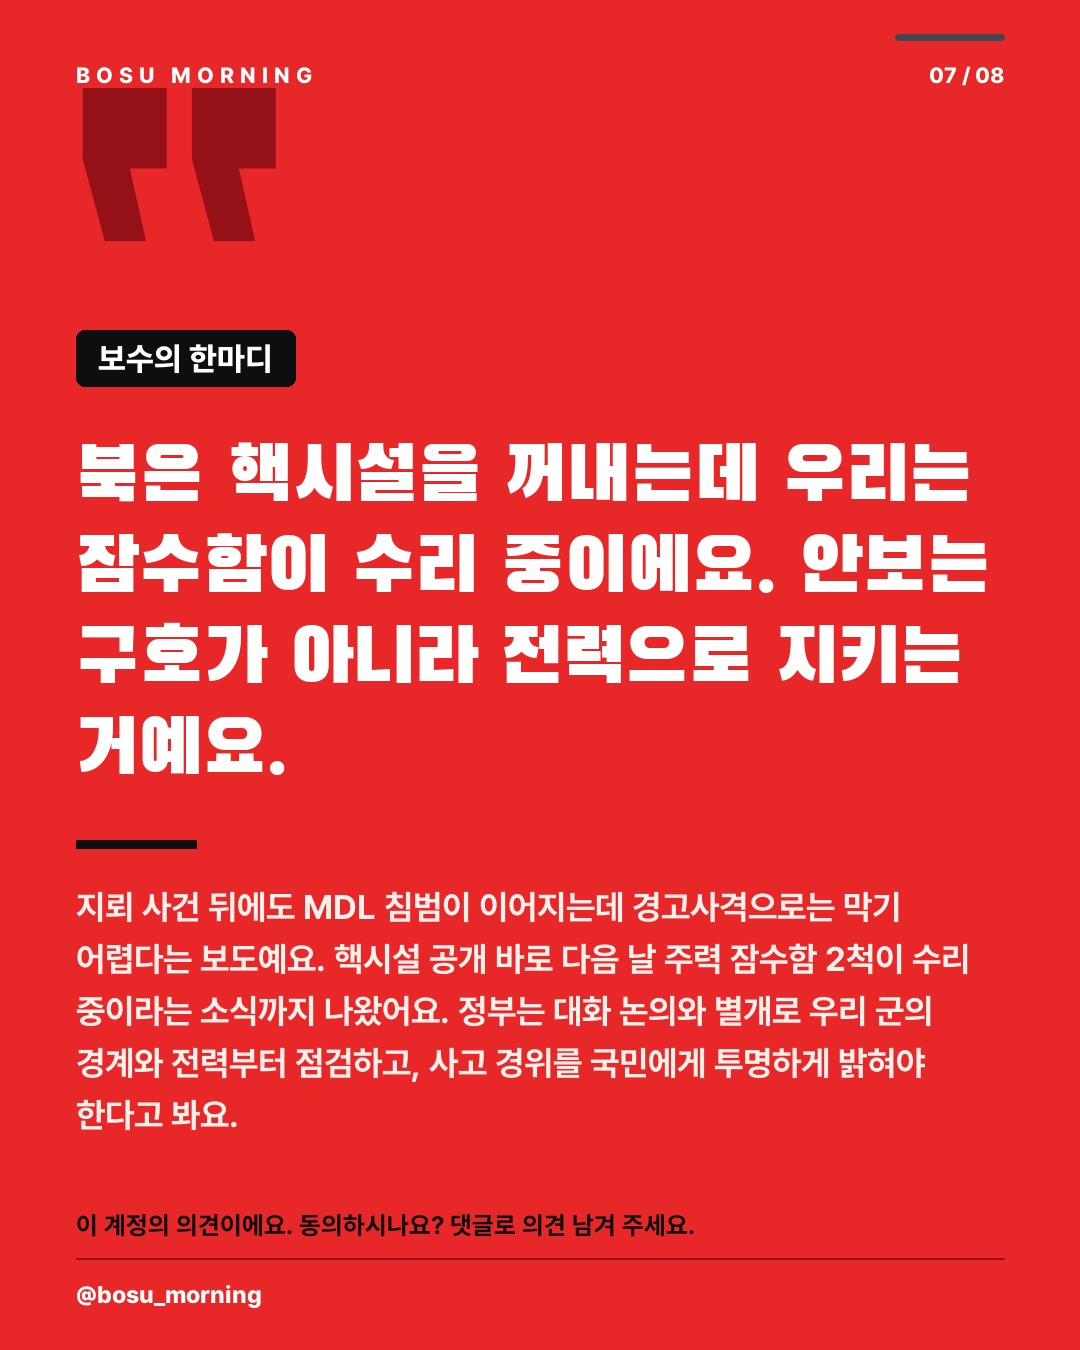 BOSU MORNING
07 / 08
보수의 한마디
북은 핵시설을 꺼내는데 우리는
잠수함이 수리 중이에요. 안보는
구호가 아니라 전력으로 지키는
거예요.
지뢰 사건 뒤에도 MDL 침범이 이어지는데 경고사격으로는 막기
어렵다는 보도예요. 핵시설 공개 바로 다음 날 주력 잠수함 2척이 수리
중이라는 소식까지 나왔어요. 정부는 대화 논의와 별개로 우리 군의
경계와 전력부터 점검하고, 사고 경위를 국민에게 투명하게 밝혀야
한다고 봐요.
이 계정의 의견이에요. 동의하시나요? 댓글로 의견 남겨 주세요.
@bosu_morning